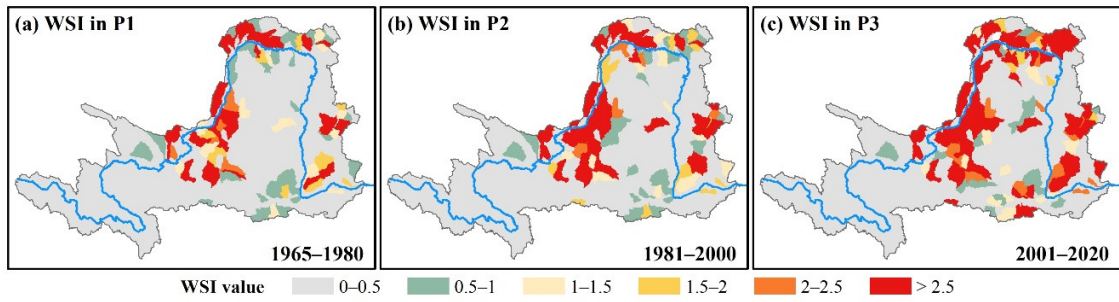 (a) WSI in P1
1965–1980
(b) WSI in P2
1981–2000
(c) WSI in P3
2001–2020
WSI value 0–0.5 0.5–1 1–1.5 1.5–2 2–2.5 > 2.5